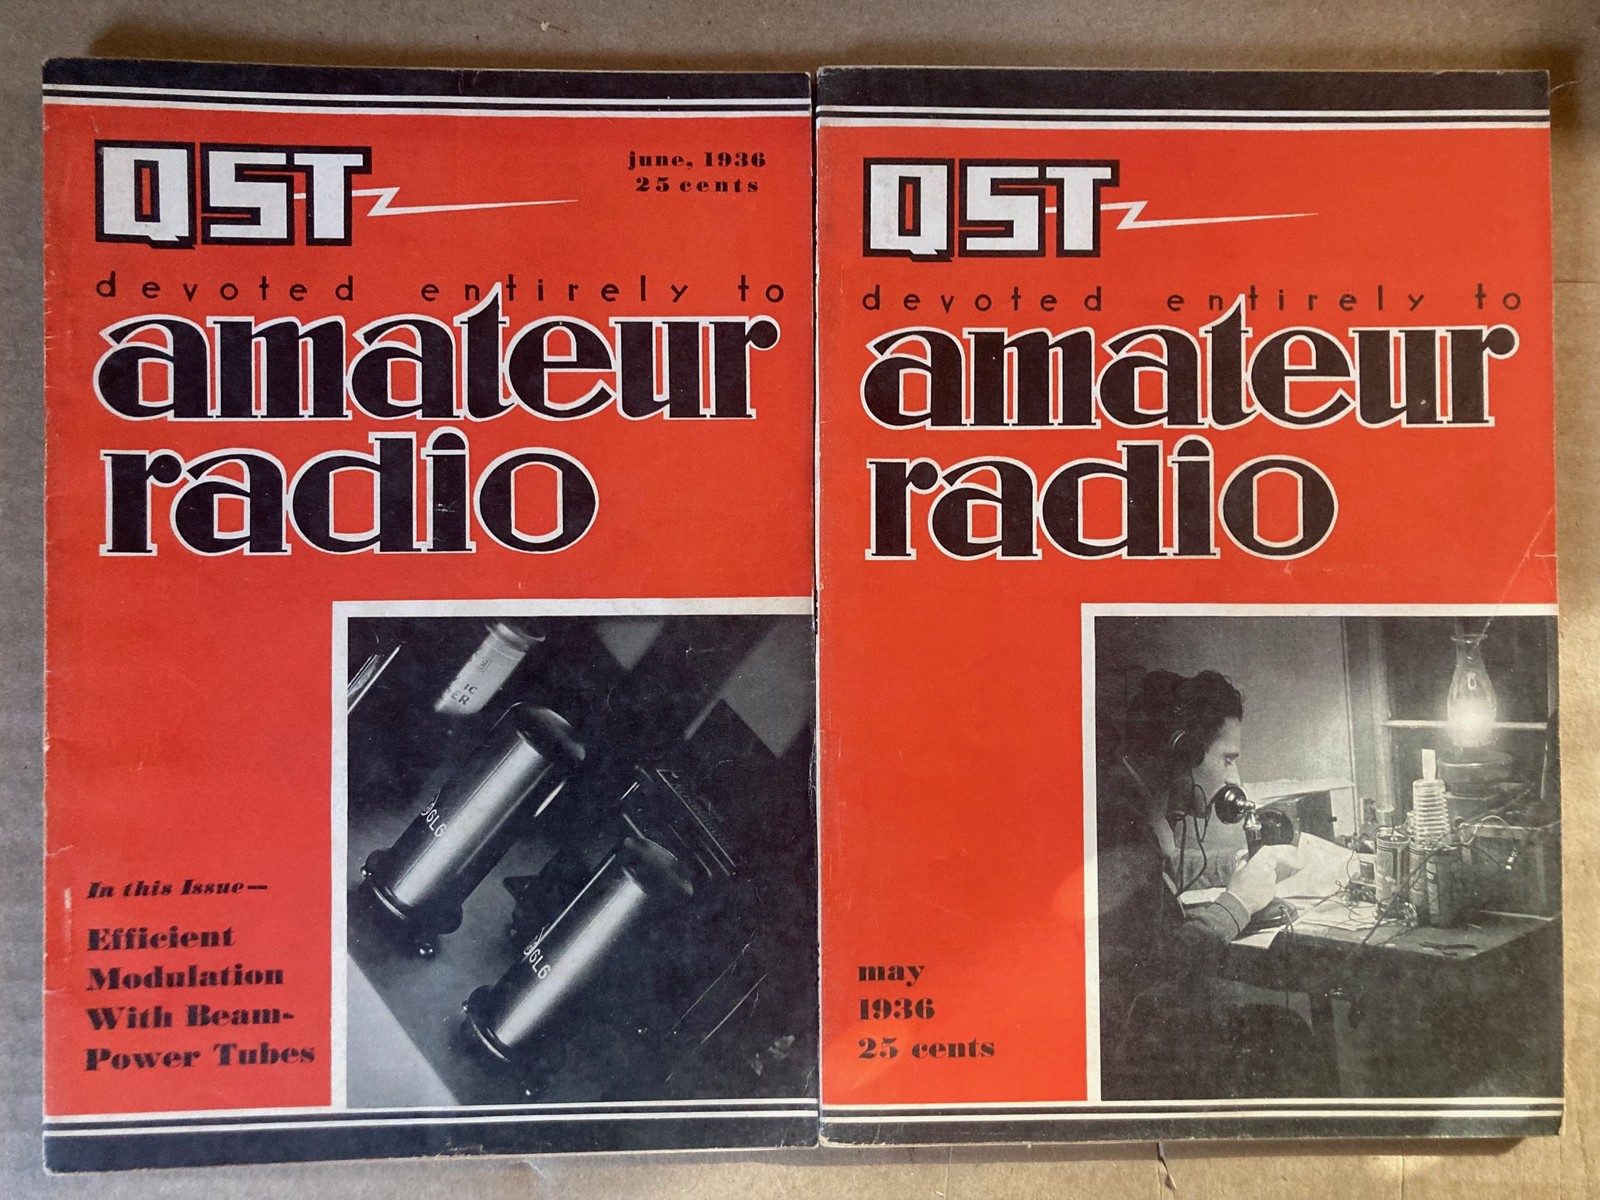 QST
june, 1936
25 cents
devoted entirely to
amateur
radio
In this Issue—
Efficient
Modulation
With Beam-
Power Tubes
6L6
6L6
QST
devoted entirely to
amateur
radio
may
1936
25 cents